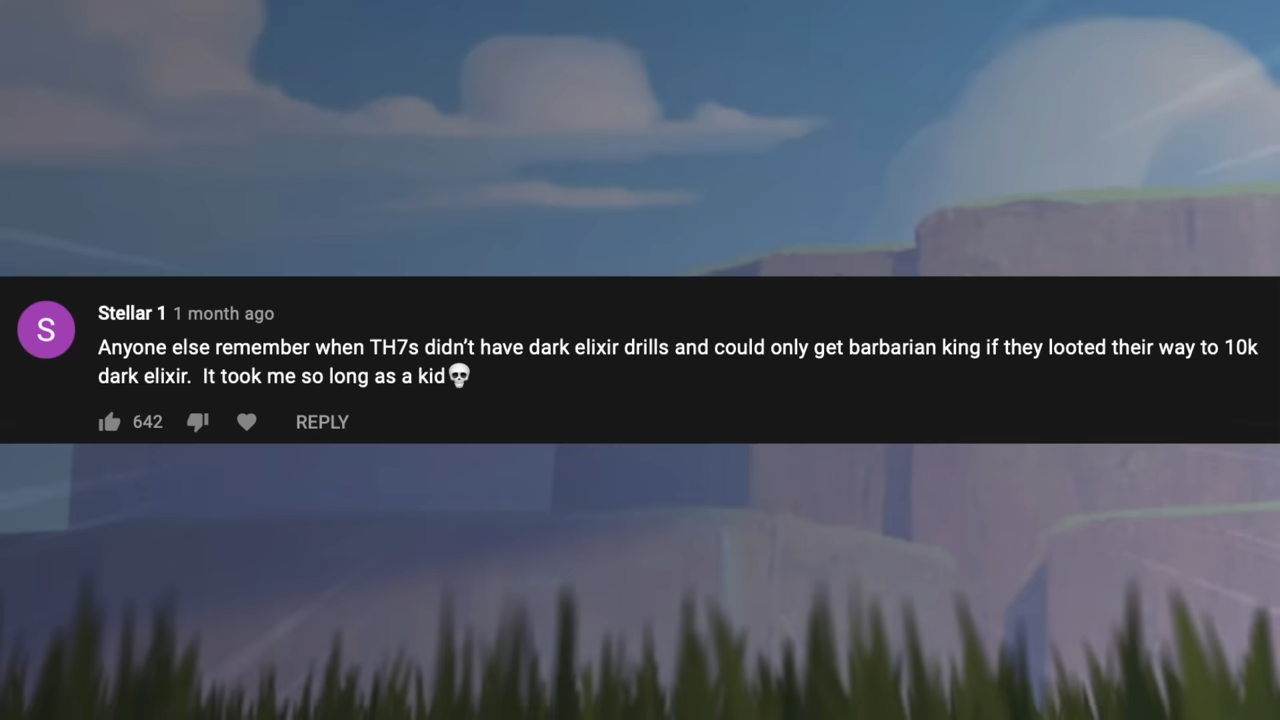 S
Stellar 1 1 month ago
Anyone else remember when TH7s didn’t have dark elixir drills and could only get barbarian king if they looted their way to 10k
dark elixir.  It took me so long as a kid💀
642 REPLY